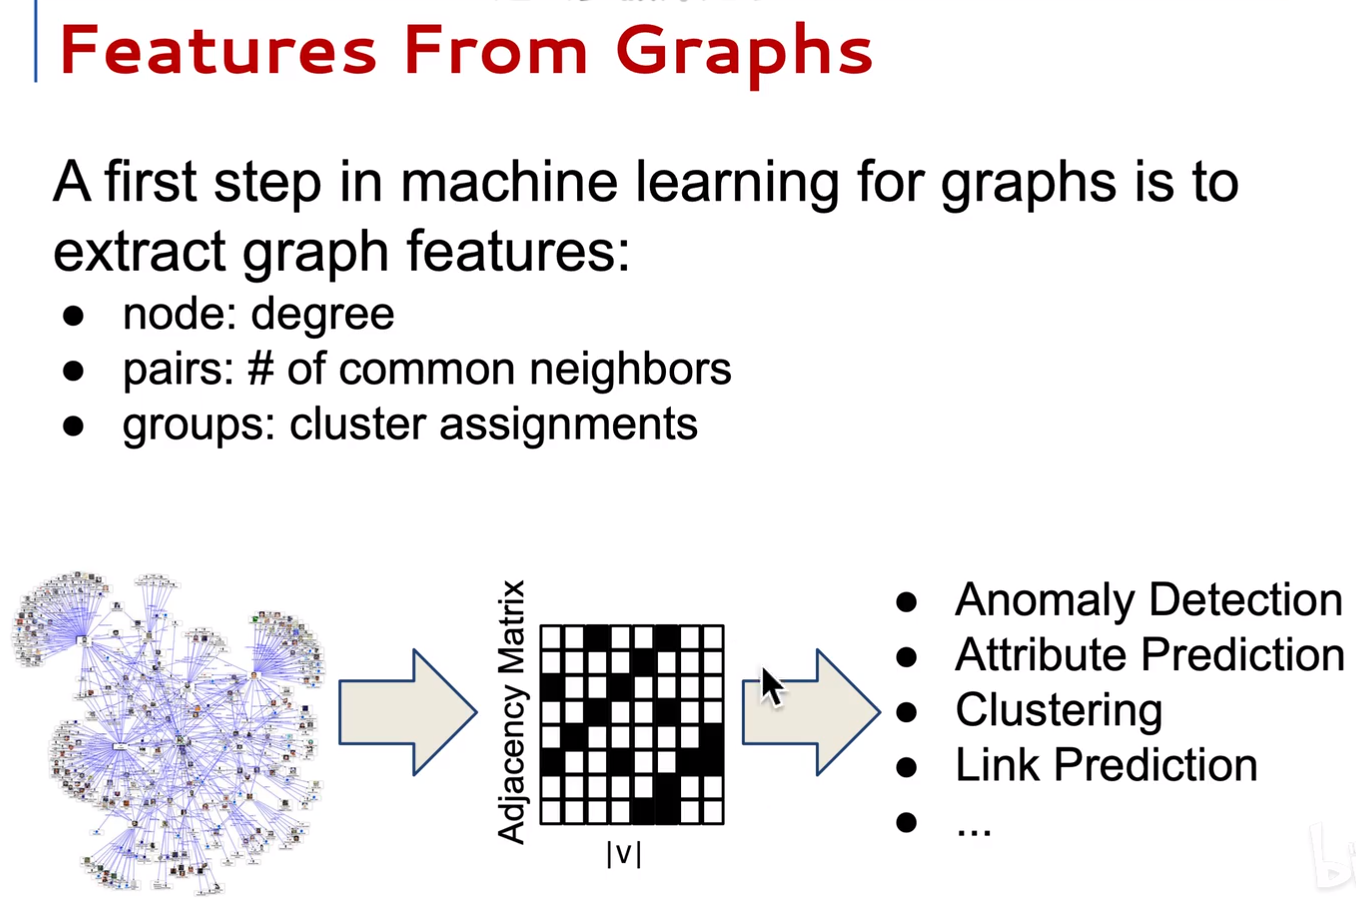 Features From Graphs
A first step in machine learning for graphs is to
extract graph features:
● node: degree
● pairs: # of common neighbors
● groups: cluster assignments
Adjacency Matrix
|v|
● Anomaly Detection
● Attribute Prediction
● Clustering
● Link Prediction
● ...